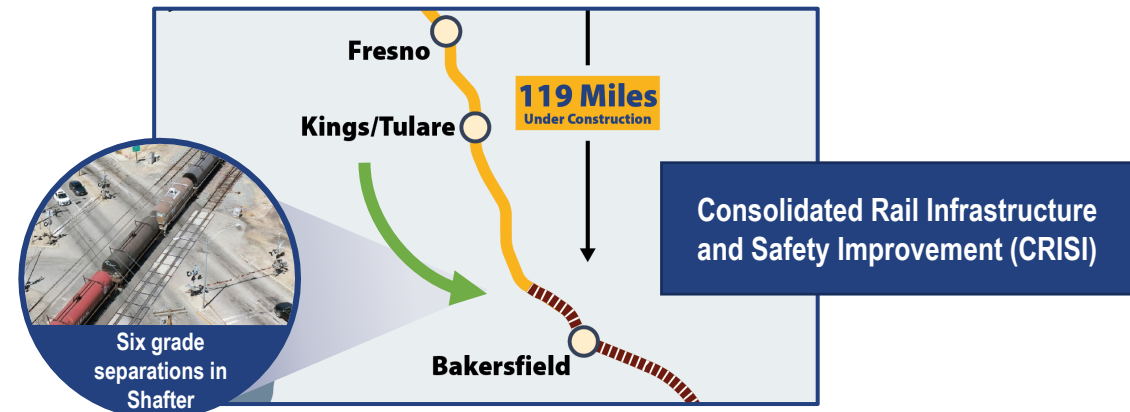 Fresno
119 Miles
Under Construction
Kings/Tulare
Consolidated Rail Infrastructure
and Safety Improvement (CRISI)
Six grade
separations in
Shafter
Bakersfield